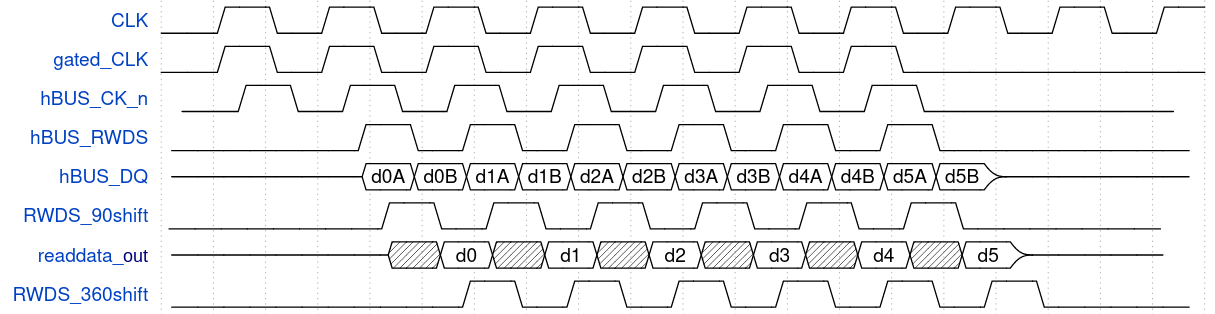 CLK
gated_CLK
hBUS_CK_n
hBUS_RWDS
hBUS_DQ d0A d0B d1A d1B d2A d2B d3A d3B d4A d4B d5A d5B
RWDS_90shift
readdata_out d0 d1 d2 d3 d4 d5
RWDS_360shift